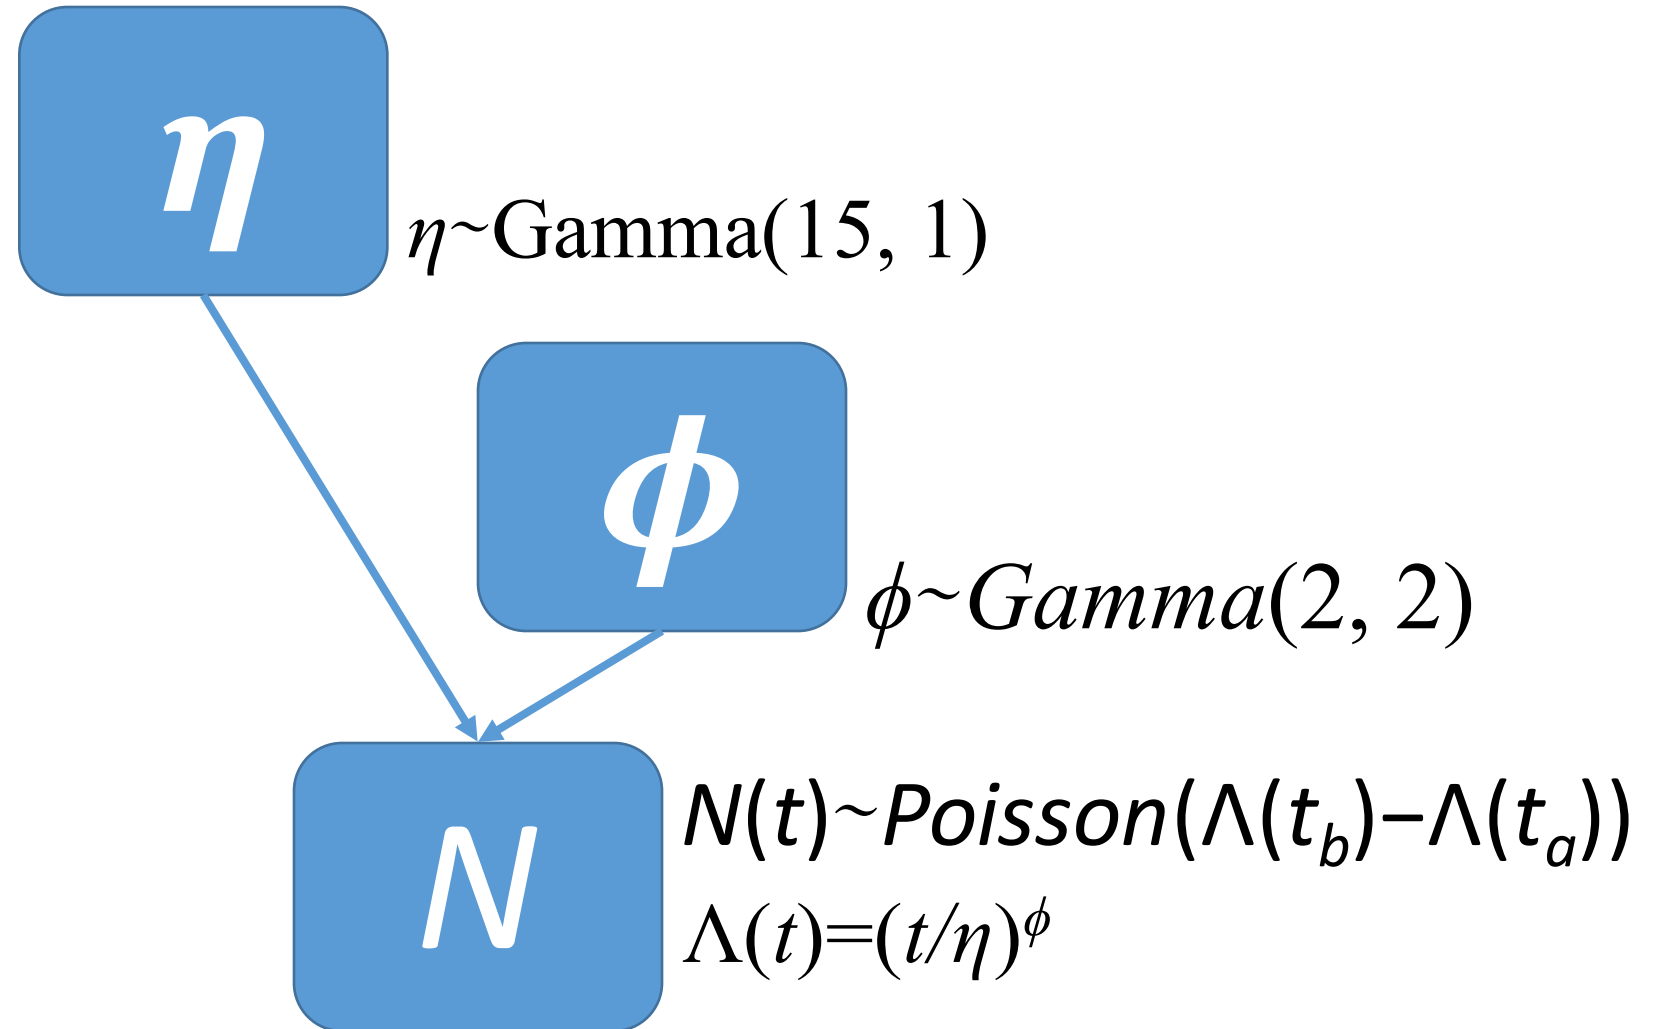 η
η~Gamma(15, 1)
ϕ
ϕ~Gamma(2, 2)
N
N(t)~Poisson(Λ(t_b)−Λ(t_a))
Λ(t)=(t/η)^ϕ